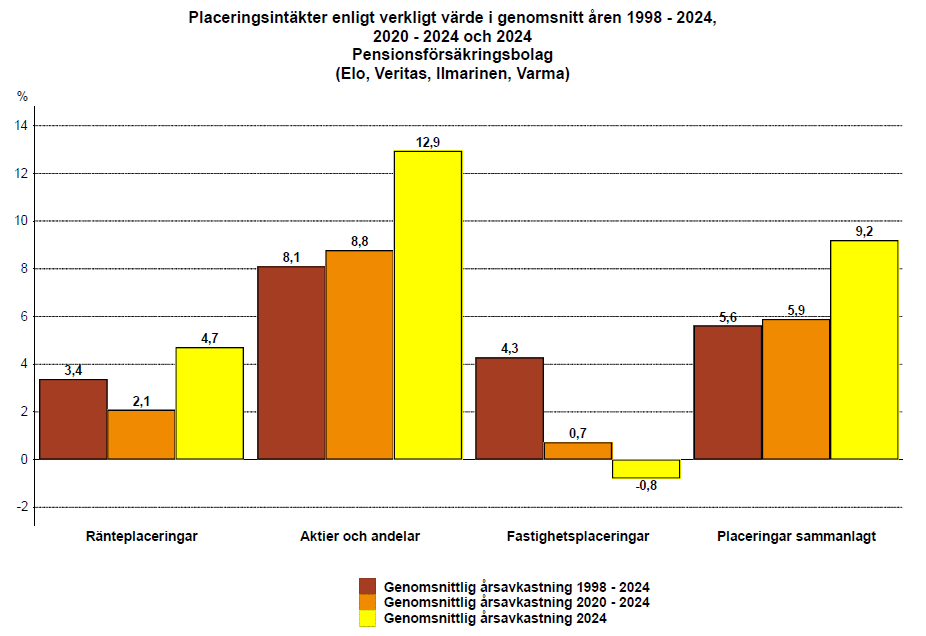 Placeringsintäkter enligt verkligt värde i genomsnitt åren 1998 - 2024,
2020 - 2024 och 2024
Pensionsförsäkringsbolag
(Elo, Veritas, Ilmarinen, Varma)
%
14
12
10
8
6
4
2
0
-2
3,4
2,1
4,7
8,1
8,8
12,9
4,3
0,7
-0,8
5,6
5,9
9,2
Ränteplaceringar
Aktier och andelar
Fastighetsplaceringar
Placeringar sammanlagt
Genomsnittlig årsavkastning 1998 - 2024
Genomsnittlig årsavkastning 2020 - 2024
Genomsnittlig årsavkastning 2024